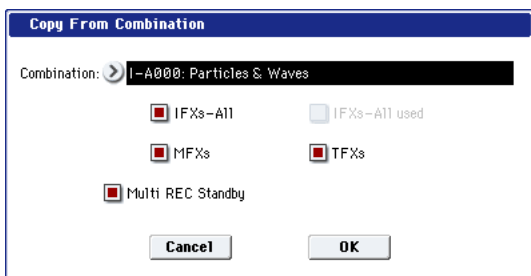 Copy From Combination
Combination: I-A000: Particles & Waves
IFXs-All IFXs-All used
MFXs TFXs
Multi REC Standby
Cancel OK